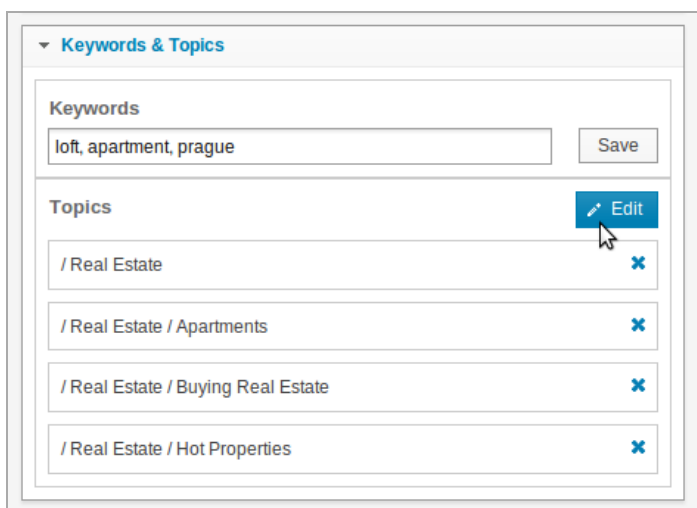 Keywords & Topics
Keywords
loft, apartment, prague
Save
Topics
Edit
/ Real Estate
/ Real Estate / Apartments
/ Real Estate / Buying Real Estate
/ Real Estate / Hot Properties